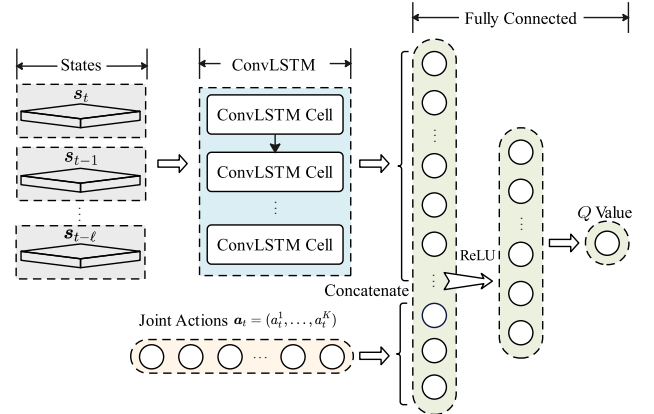 Fully Connected
States
ConvLSTM
s_t
ConvLSTM Cell
s_{t-1}
ConvLSTM Cell
⋮
⋮
s_{t-ℓ}
ConvLSTM Cell
⋮
⋮
Q Value
ReLU
⋮
Concatenate
Joint Actions a_t = (a_t^1, ..., a_t^K)
...